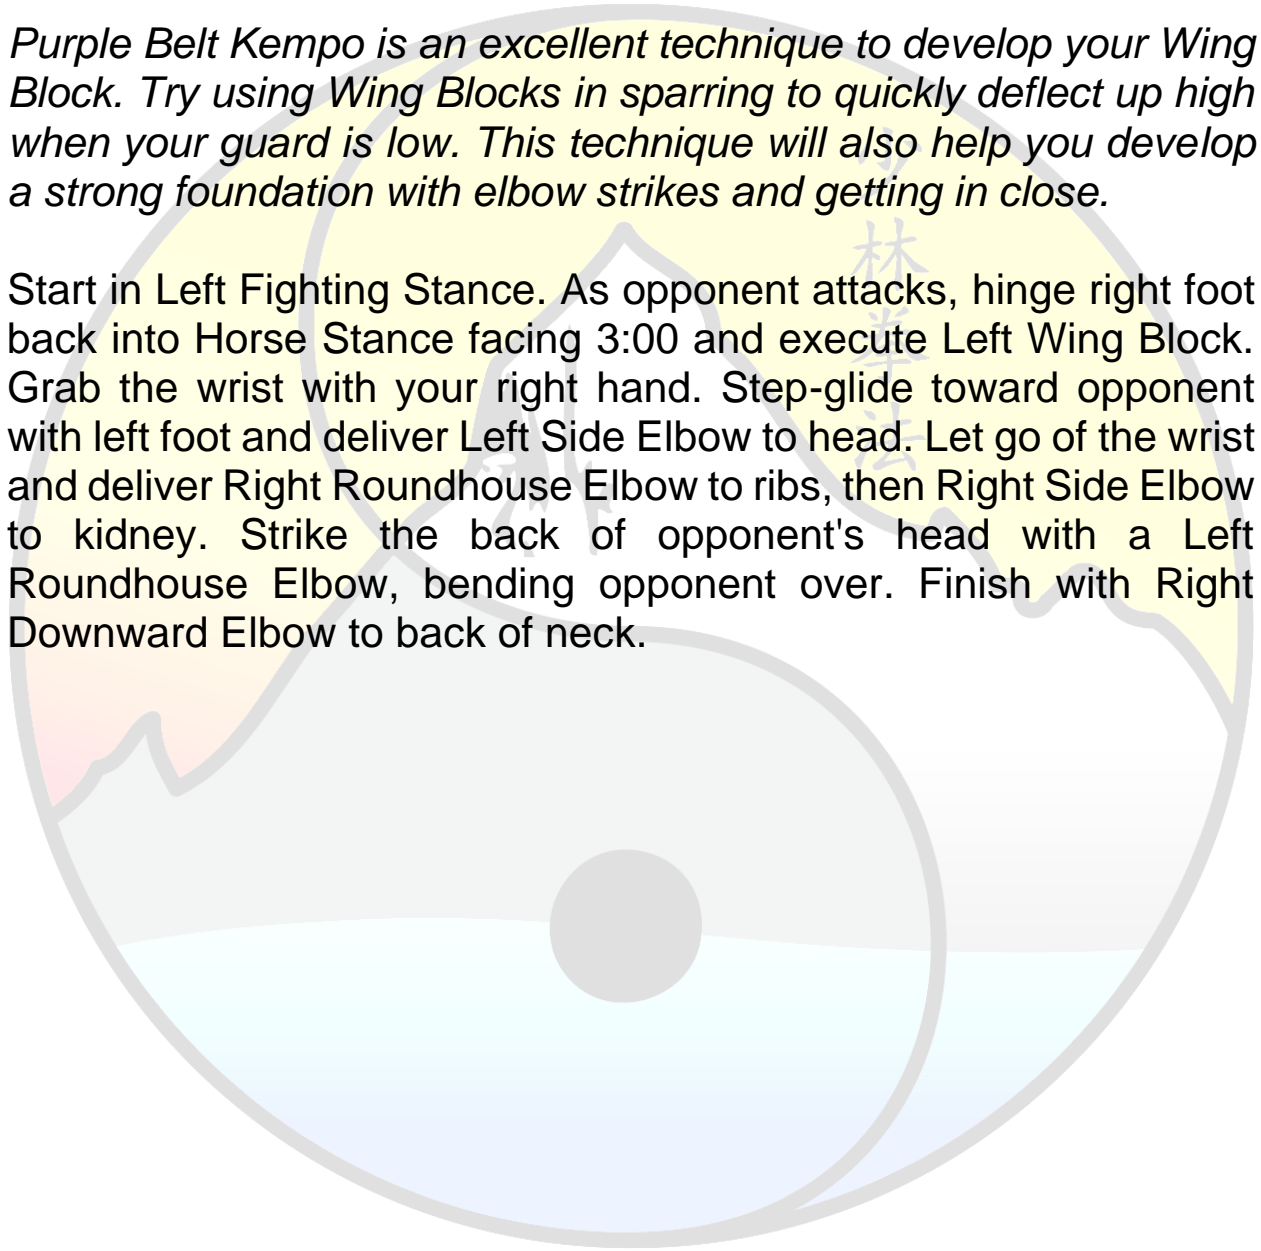 Purple Belt Kempo is an excellent technique to develop your Wing
Block. Try using Wing Blocks in sparring to quickly deflect up high
when your guard is low. This technique will also help you develop
a strong foundation with elbow strikes and getting in close.
Start in Left Fighting Stance. As opponent attacks, hinge right foot
back into Horse Stance facing 3:00 and execute Left Wing Block.
Grab the wrist with your right hand. Step-glide toward opponent
with left foot and deliver Left Side Elbow to head. Let go of the wrist
and deliver Right Roundhouse Elbow to ribs, then Right Side Elbow
to kidney. Strike the back of opponent's head with a Left
Roundhouse Elbow, bending opponent over. Finish with Right
Downward Elbow to back of neck.
少林拳法